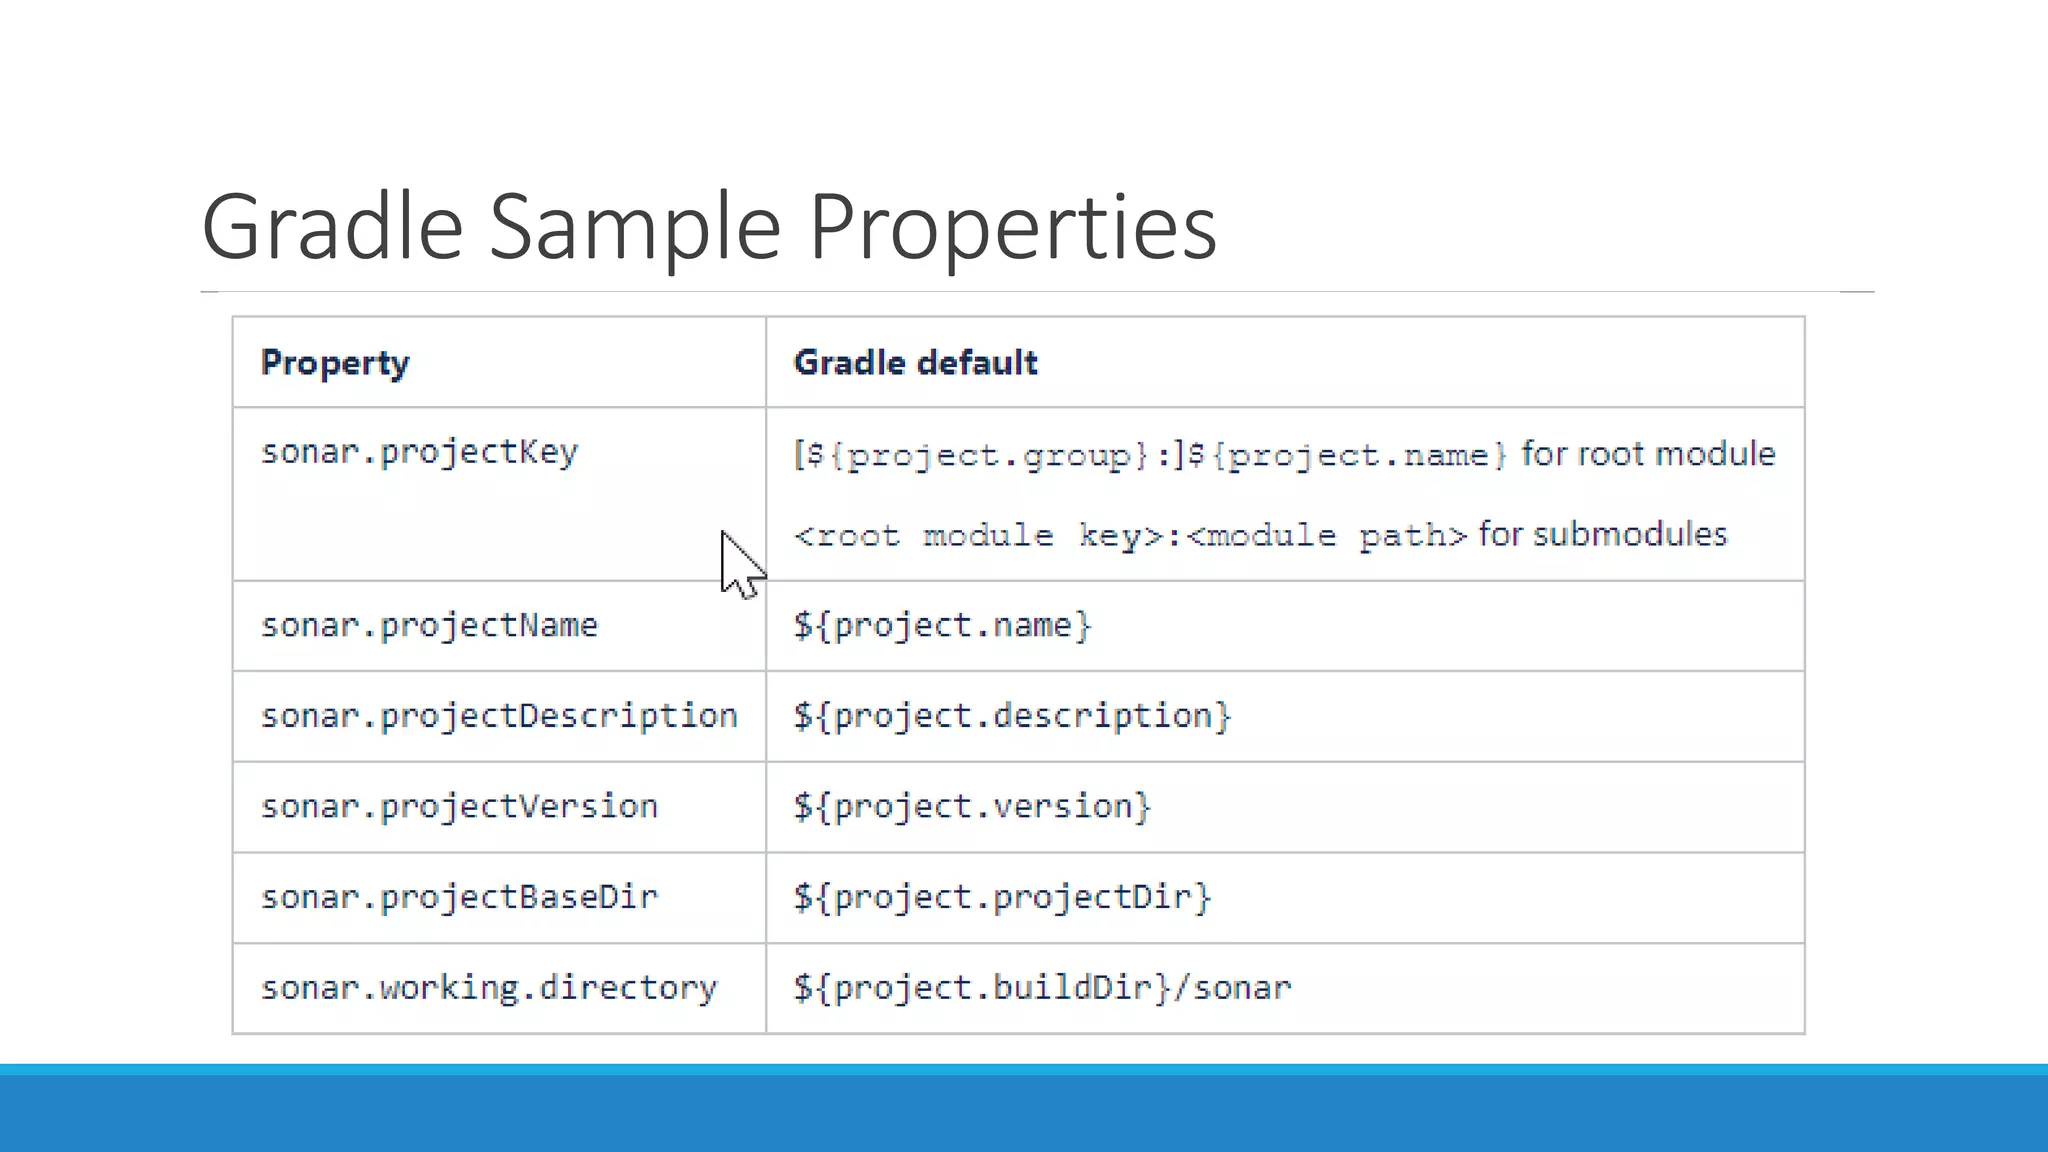 Gradle Sample Properties
Property
Gradle default
sonar.projectKey
[${project.group}:]${project.name} for root module
<root module key>:<module path> for submodules
sonar.projectName
${project.name}
sonar.projectDescription
${project.description}
sonar.projectVersion
${project.version}
sonar.projectBaseDir
${project.projectDir}
sonar.working.directory
${project.buildDir}/sonar